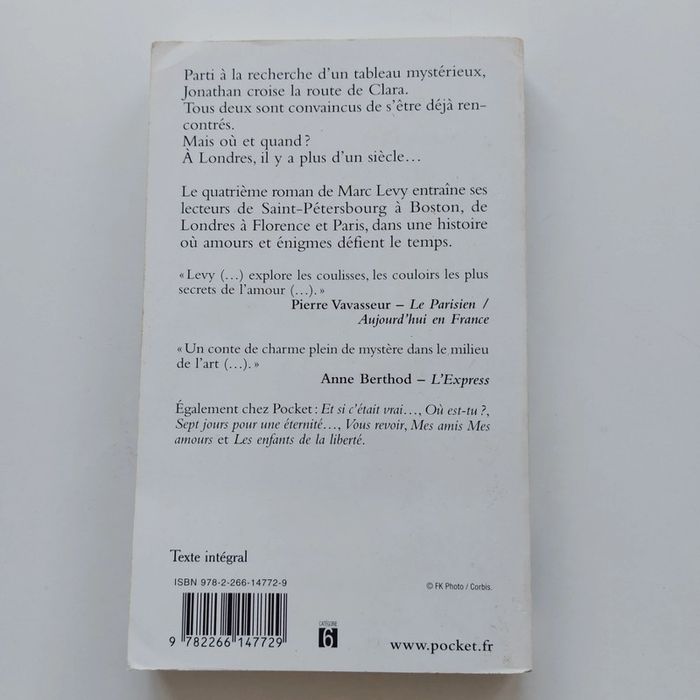 Parti à la recherche d'un tableau mystérieux,
Jonathan croise la route de Clara.
Tous deux sont convaincus de s'être déjà ren-
contrés.
Mais où et quand ?
À Londres, il y a plus d'un siècle…
Le quatrième roman de Marc Levy entraîne ses
lecteurs de Saint-Pétersbourg à Boston, de
Londres à Florence et Paris, dans une histoire
où amours et énigmes défient le temps.
« Levy (…) explore les coulisses, les couloirs les plus
secrets de l'amour (…). »
Pierre Vavasseur – Le Parisien /
Aujourd'hui en France
« Un conte de charme plein de mystère dans le milieu
de l'art (…). »
Anne Berthod – L'Express
Également chez Pocket : Et si c'était vrai…, Où est-tu ?,
Sept jours pour une éternité…, Vous revoir, Mes amis Mes
amours et Les enfants de la liberté.
Texte intégral
ISBN 978-2-266-14772-9
© FK Photo / Corbis.
9 782266 147729
CATÉGORIE
6
www.pocket.fr